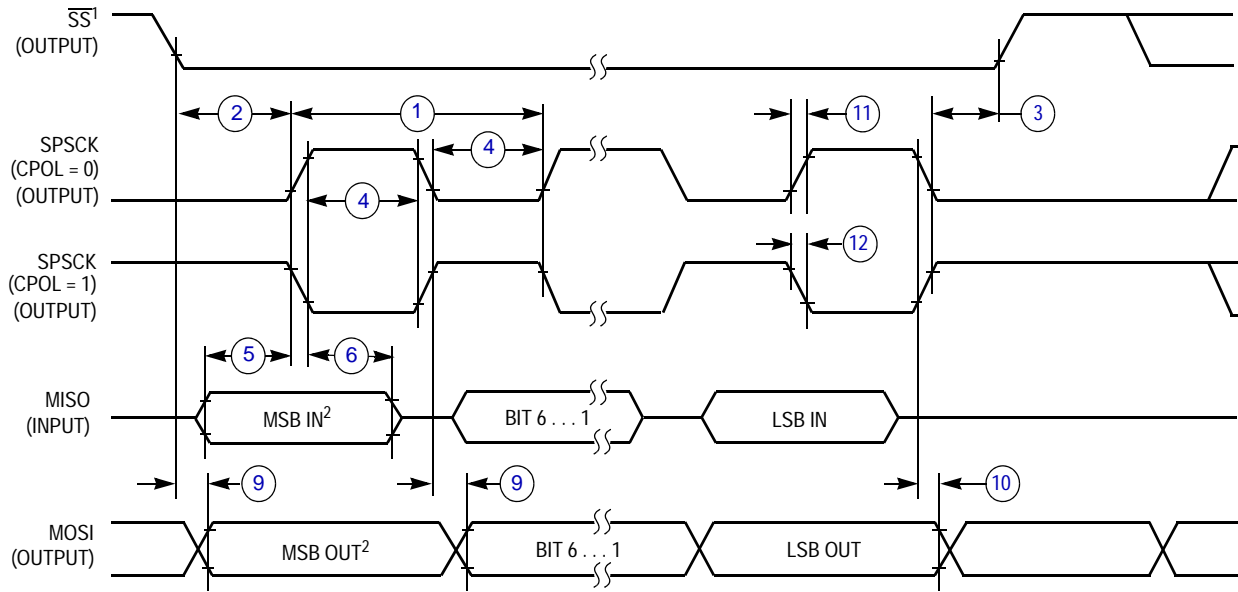 SS¹
(OUTPUT)
2
1
11
3
SPSCK
(CPOL = 0)
(OUTPUT)
4
4
SPSCK
(CPOL = 1)
(OUTPUT)
12
5
6
MISO
(INPUT)
MSB IN²
BIT 6 . . . 1
LSB IN
9
9
10
MOSI
(OUTPUT)
MSB OUT²
BIT 6 . . . 1
LSB OUT